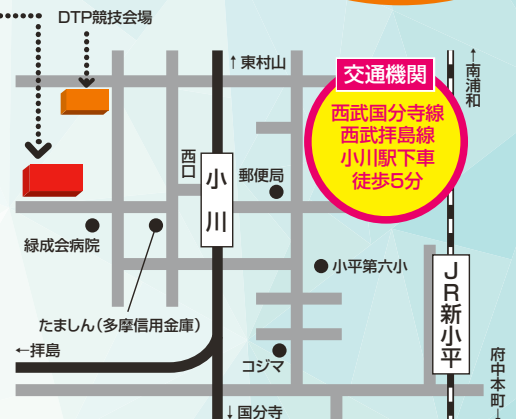 DTP競技会場
↑東村山
交通機関
西武国分寺線
西武拝島線
小川駅下車
徒歩5分
↑南浦和
西口
小川
郵便局
緑成会病院
小平第六小
JR新小平
たましん(多摩信用金庫)
←拝島
コジマ
府中本町↓
↓国分寺